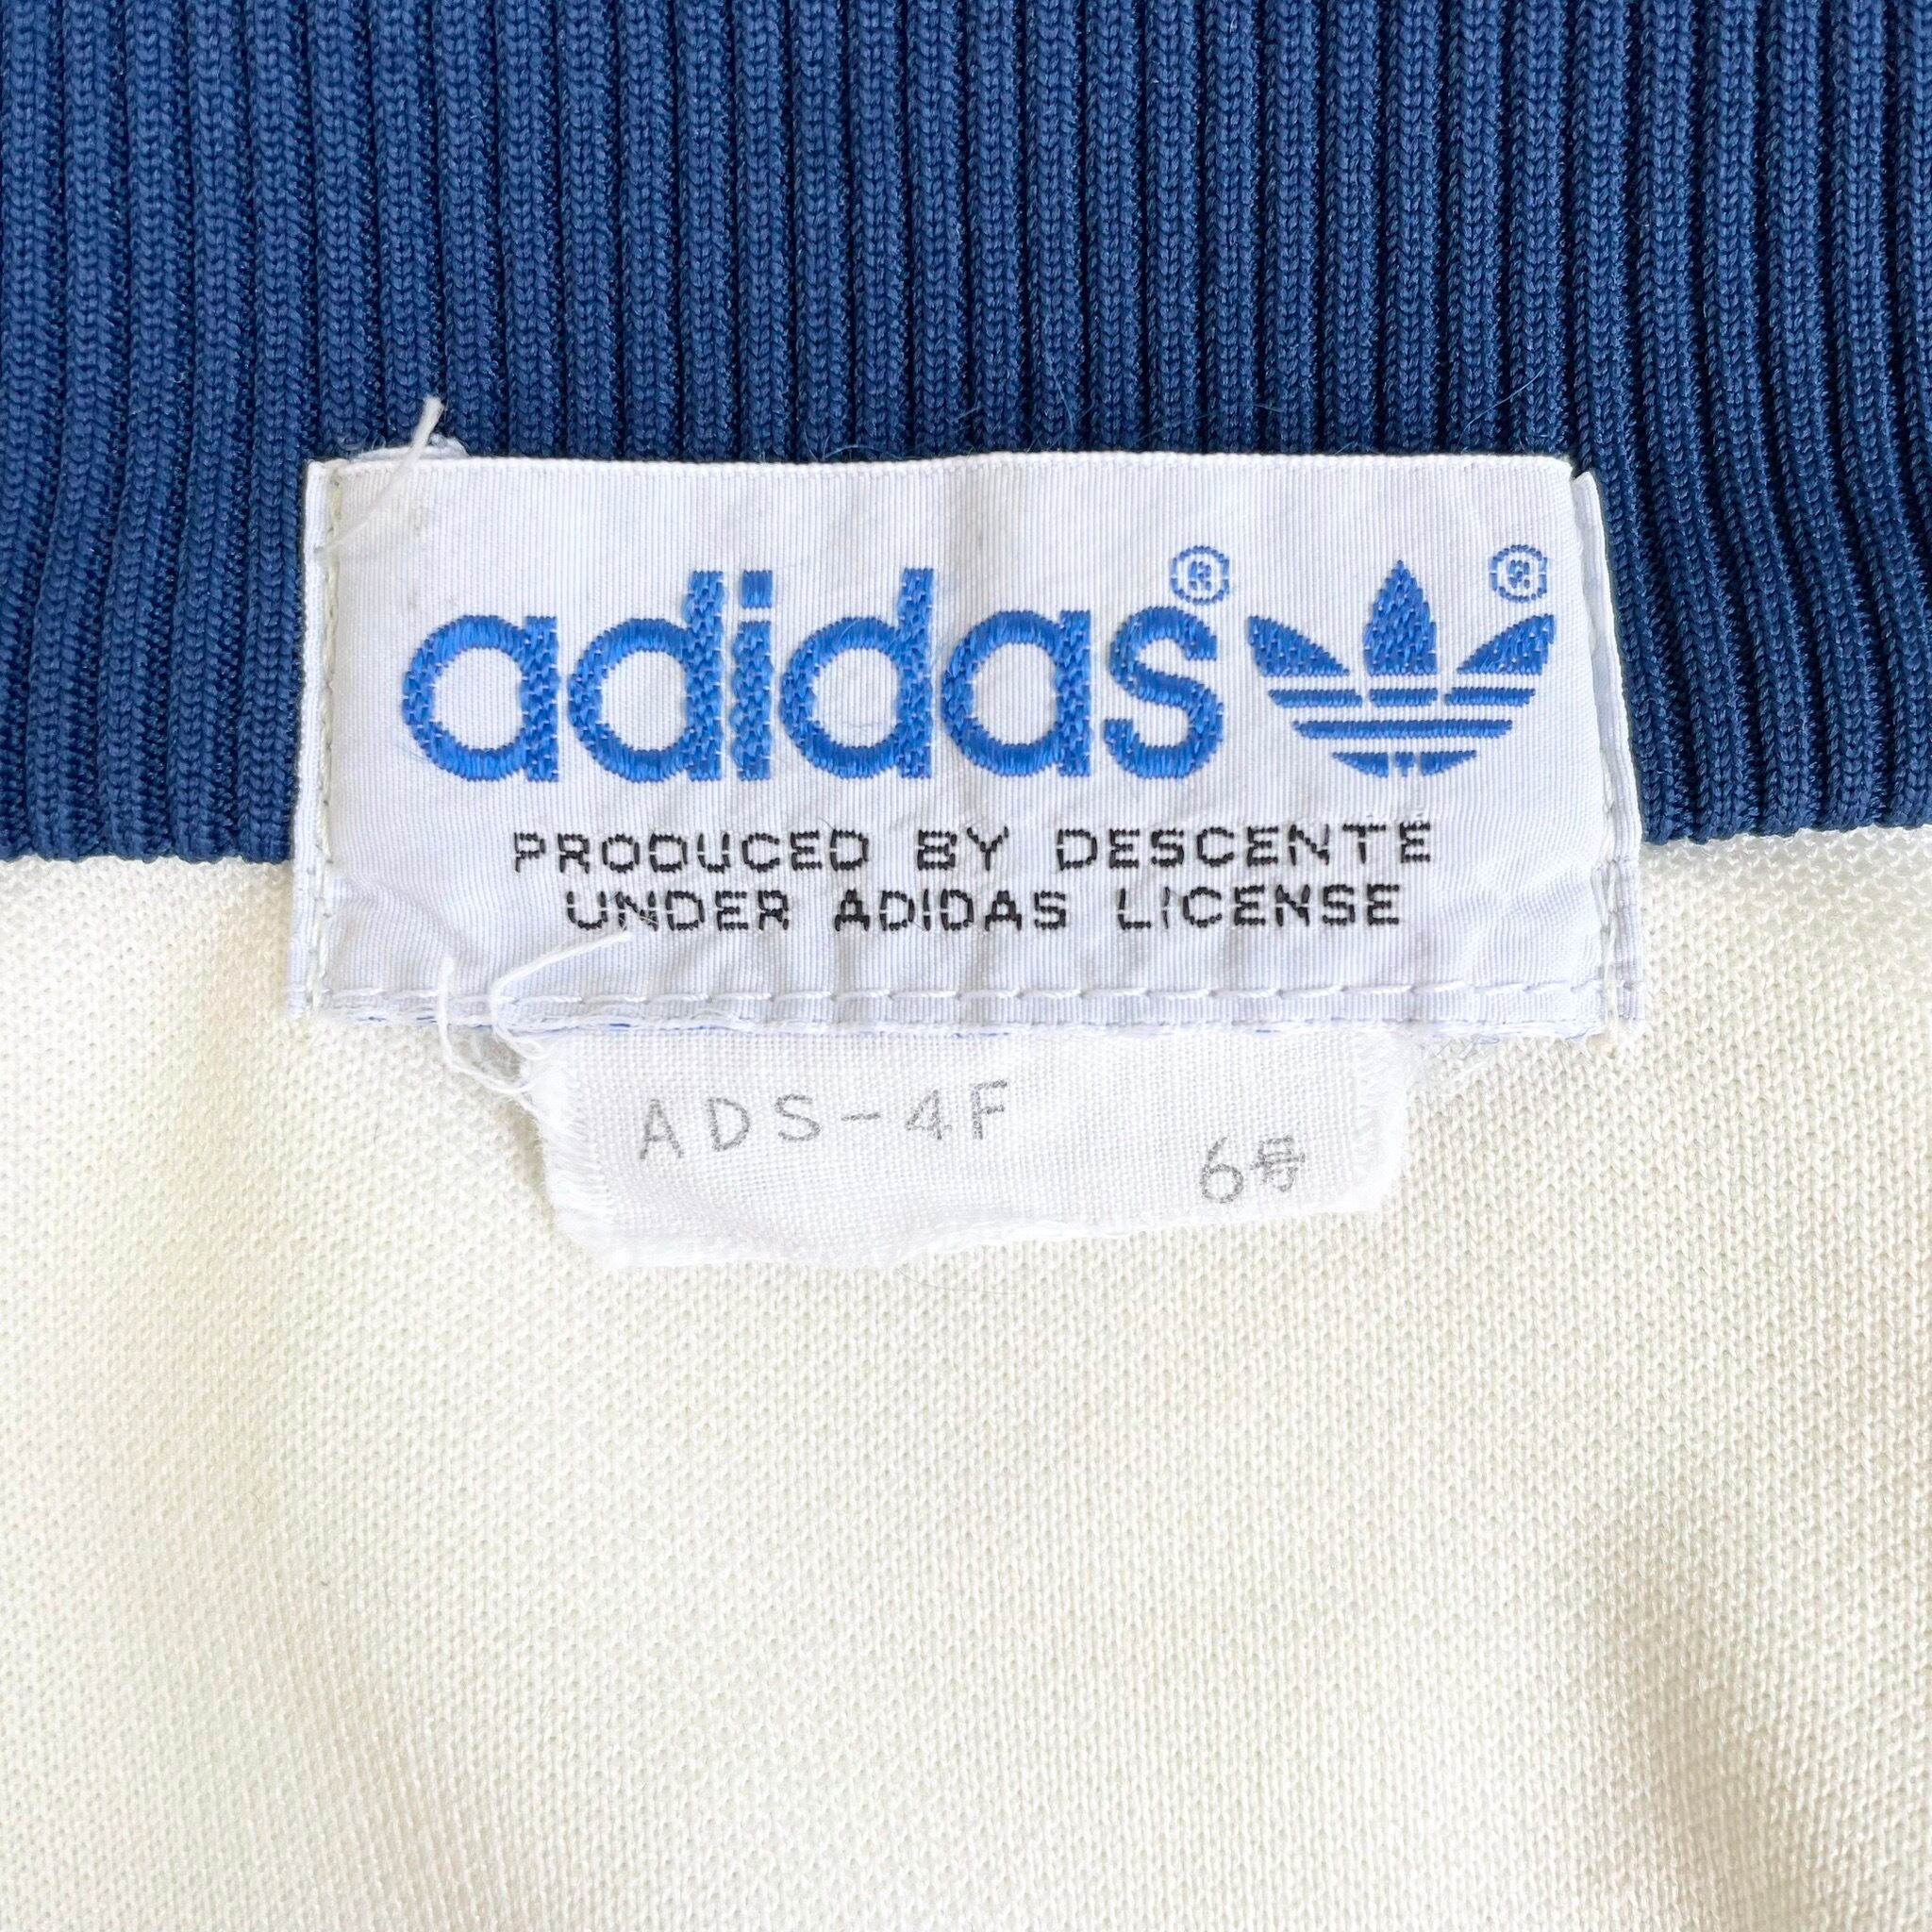 adidas®  ®
PRODUCED BY DESCENTE
UNDER ADIDAS LICENSE
ADS-4F
6号